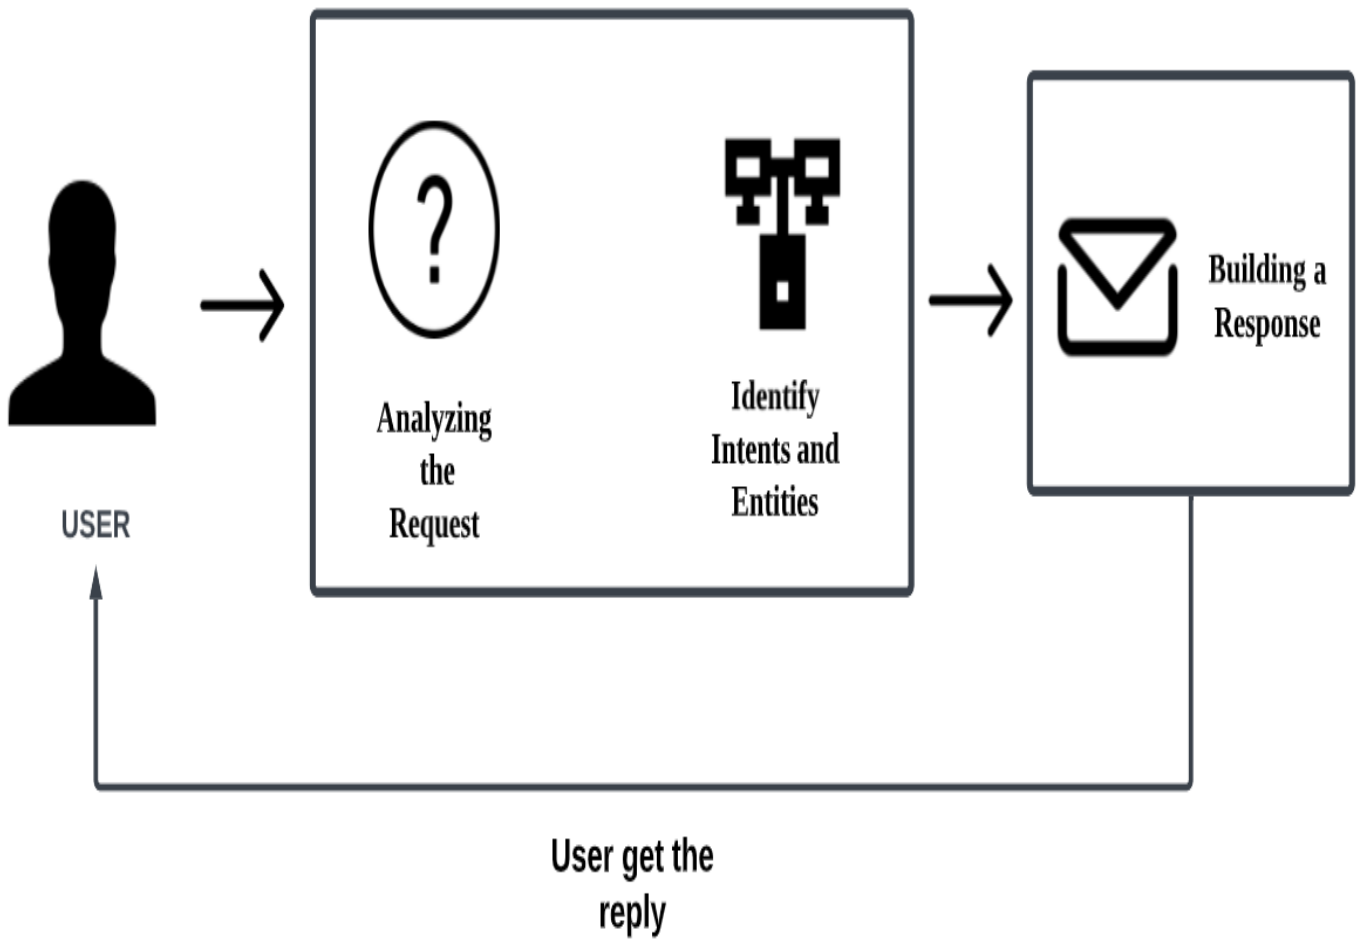 USER
Analyzing
the
Request
Identify
Intents and
Entities
Building a
Response
User get the
reply